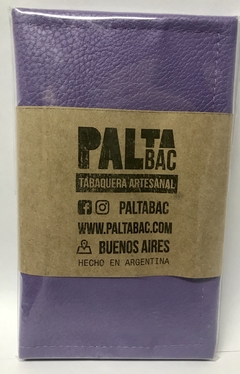 PALTA
BAC
TABAQUERA ARTESANAL
PALTABAC
WWW.PALTABAC.COM
BUENOS AIRES
HECHO EN ARGENTINA